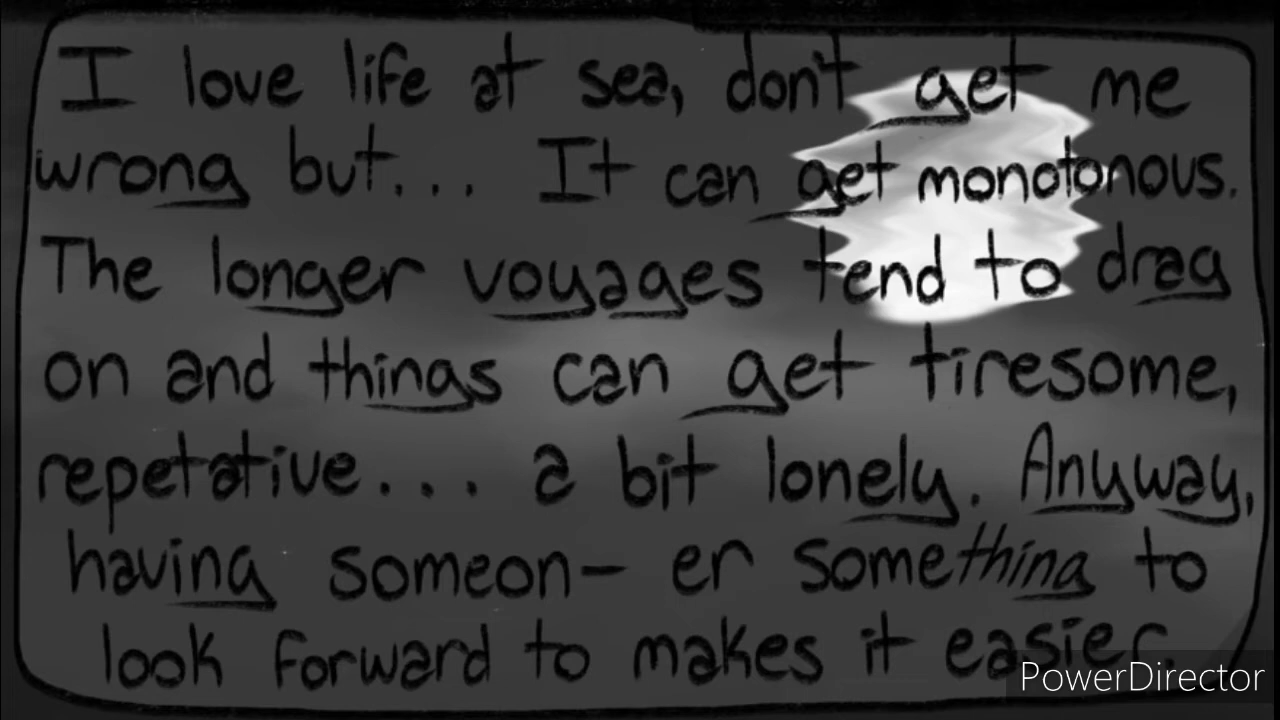 I love life at sea, don't get me
wrong but... It can get monotonous.
The longer voyages tend to drag
on and things can get tiresome,
repetative... a bit lonely. Anyway,
having someon- er something to
look forward to makes it easier.
PowerDirector